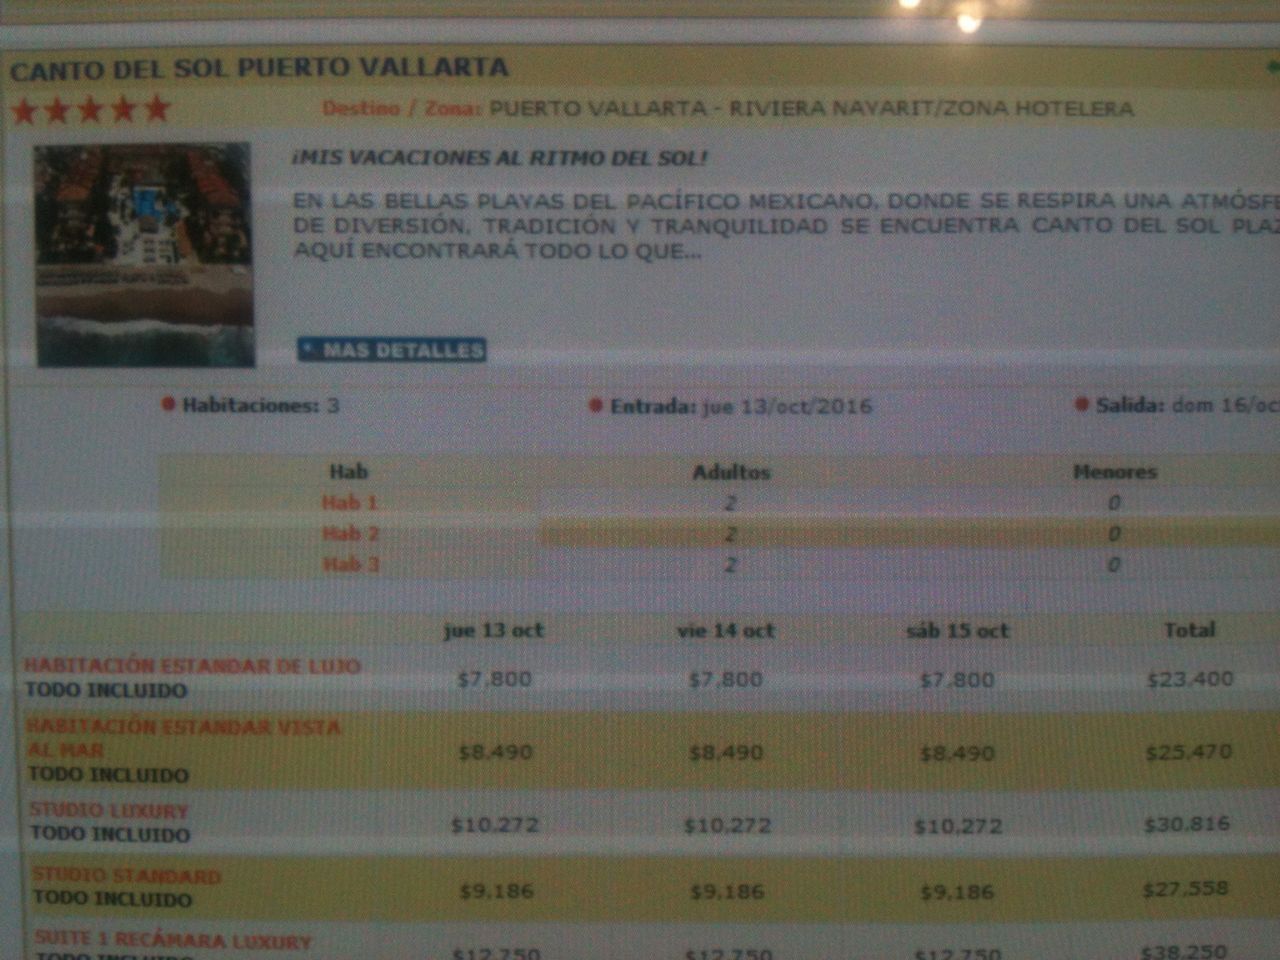 CANTO DEL SOL PUERTO VALLARTA
Destino / Zona: PUERTO VALLARTA - RIVIERA NAYARIT/ZONA HOTELERA
¡MIS VACACIONES AL RITMO DEL SOL!
EN LAS BELLAS PLAYAS DEL PACÍFICO MEXICANO, DONDE SE RESPIRA UNA ATMÓSFE
DE DIVERSIÓN, TRADICIÓN Y TRANQUILIDAD SE ENCUENTRA CANTO DEL SOL PLAZ
AQUÍ ENCONTRARÁ TODO LO QUE...
+ MAS DETALLES
Habitaciones: 3 Entrada: jue 13/oct/2016 Salida: dom 16/oc
Hab Adultos Menores
Hab 1 2 0
Hab 2 2 0
Hab 3 2 0
jue 13 oct vie 14 oct sáb 15 oct Total
HABITACIÓN ESTANDAR DE LUJO
TODO INCLUIDO $7,800 $7,800 $7,800 $23,400
HABITACIÓN ESTANDAR VISTA
AL MAR
TODO INCLUIDO $8,490 $8,490 $8,490 $25,470
STUDIO LUXURY
TODO INCLUIDO $10,272 $10,272 $10,272 $30,816
STUDIO STANDARD
TODO INCLUIDO $9,186 $9,186 $9,186 $27,558
SUITE 1 RECÁMARA LUXURY
TODO INCLUIDO $12,750 $12,750 $12,750 $38,250